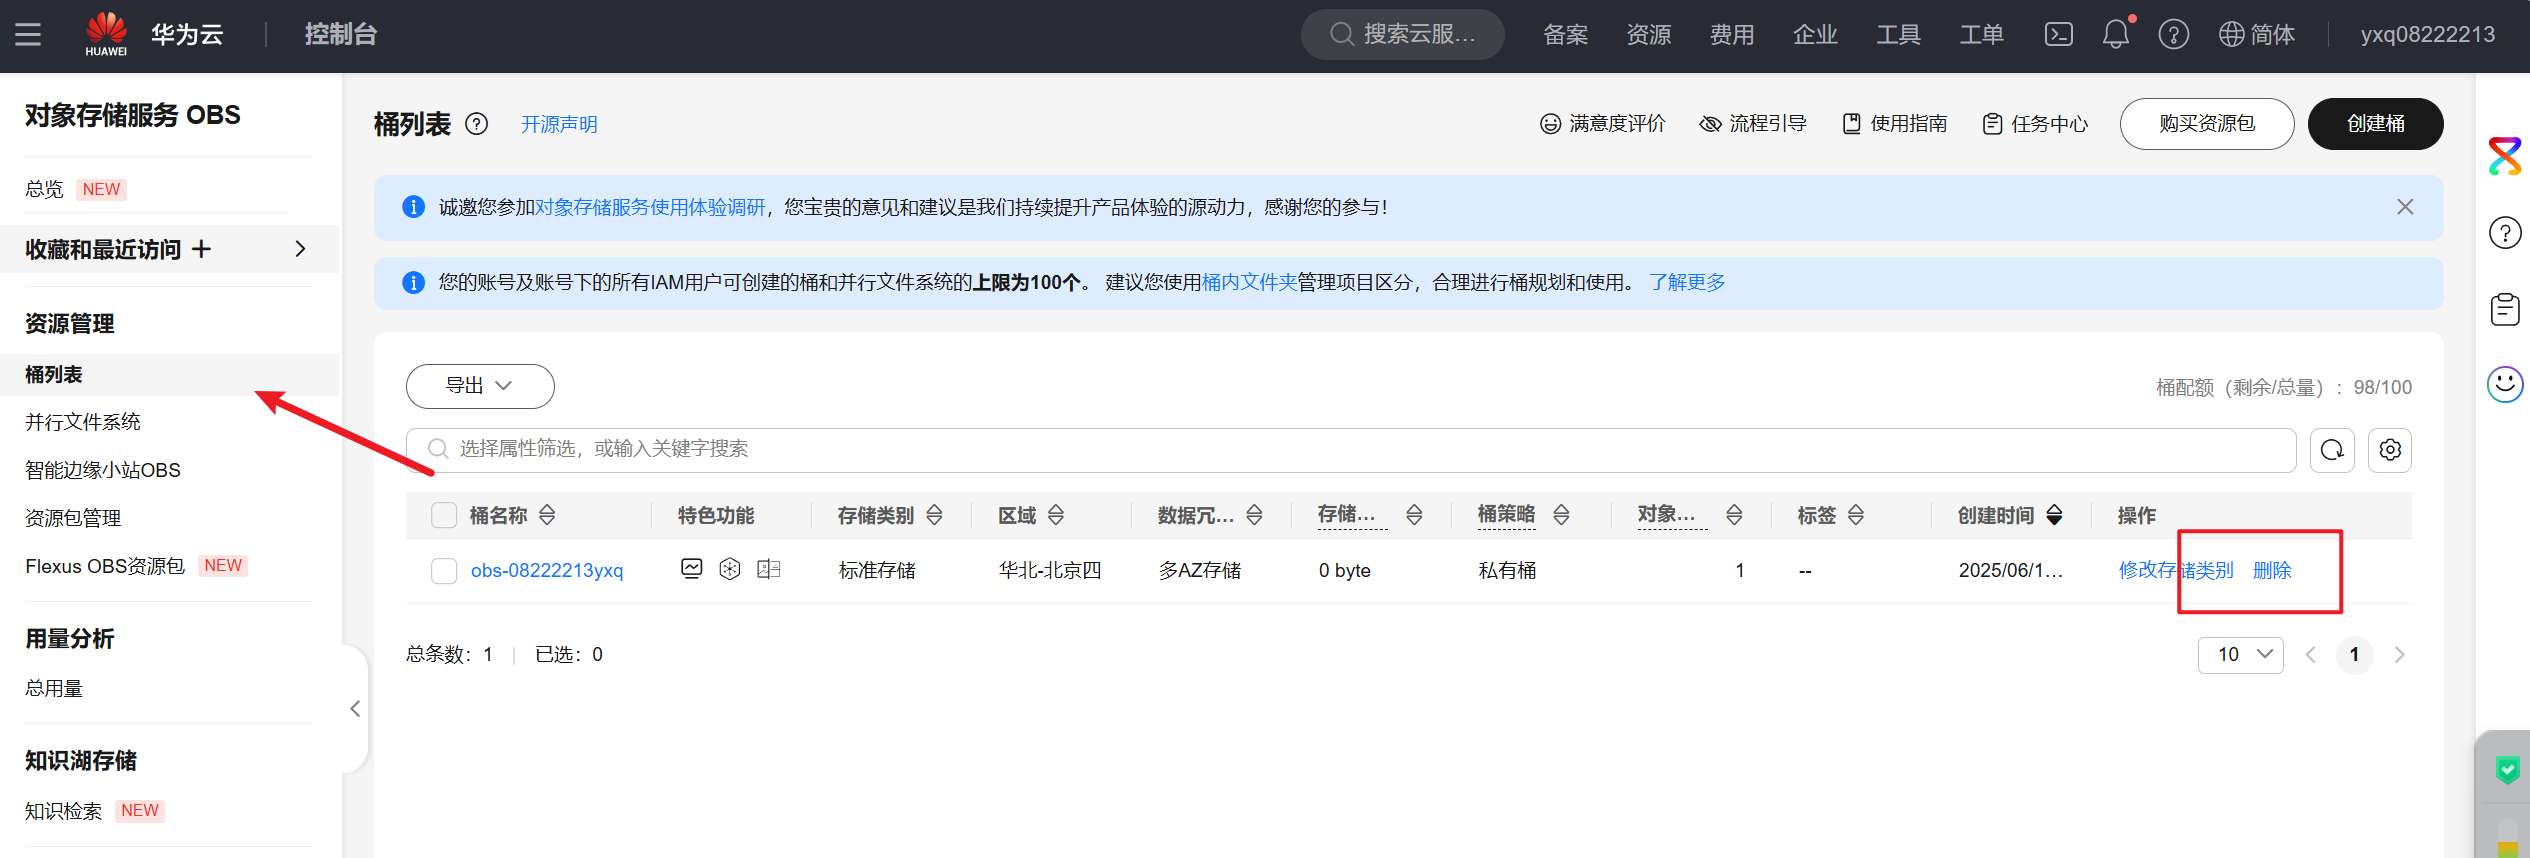 HUAWEI 华为云 控制台 搜索云服... 备案 资源 费用 企业 工具 工单 简体 yxq08222213
对象存储服务 OBS
总览 NEW
收藏和最近访问
资源管理
桶列表
并行文件系统
智能边缘小站OBS
资源包管理
Flexus OBS资源包 NEW
用量分析
总用量
知识湖存储
知识检索 NEW
桶列表 开源声明 满意度评价 流程引导 使用指南 任务中心 购买资源包 创建桶
诚邀您参加对象存储服务使用体验调研，您宝贵的意见和建议是我们持续提升产品体验的源动力，感谢您的参与！
您的账号及账号下的所有IAM用户可创建的桶和并行文件系统的上限为100个。 建议您使用桶内文件夹管理项目区分，合理进行桶规划和使用。 了解更多
导出 桶配额（剩余/总量）：98/100
选择属性筛选，或输入关键字搜索
桶名称 特色功能 存储类别 区域 数据冗... 存储... 桶策略 对象... 标签 创建时间 操作
obs-08222213yxq 标准存储 华北-北京四 多AZ存储 0 byte 私有桶 1 -- 2025/06/1... 修改存储类别 删除
总条数：1 已选：0 10 1